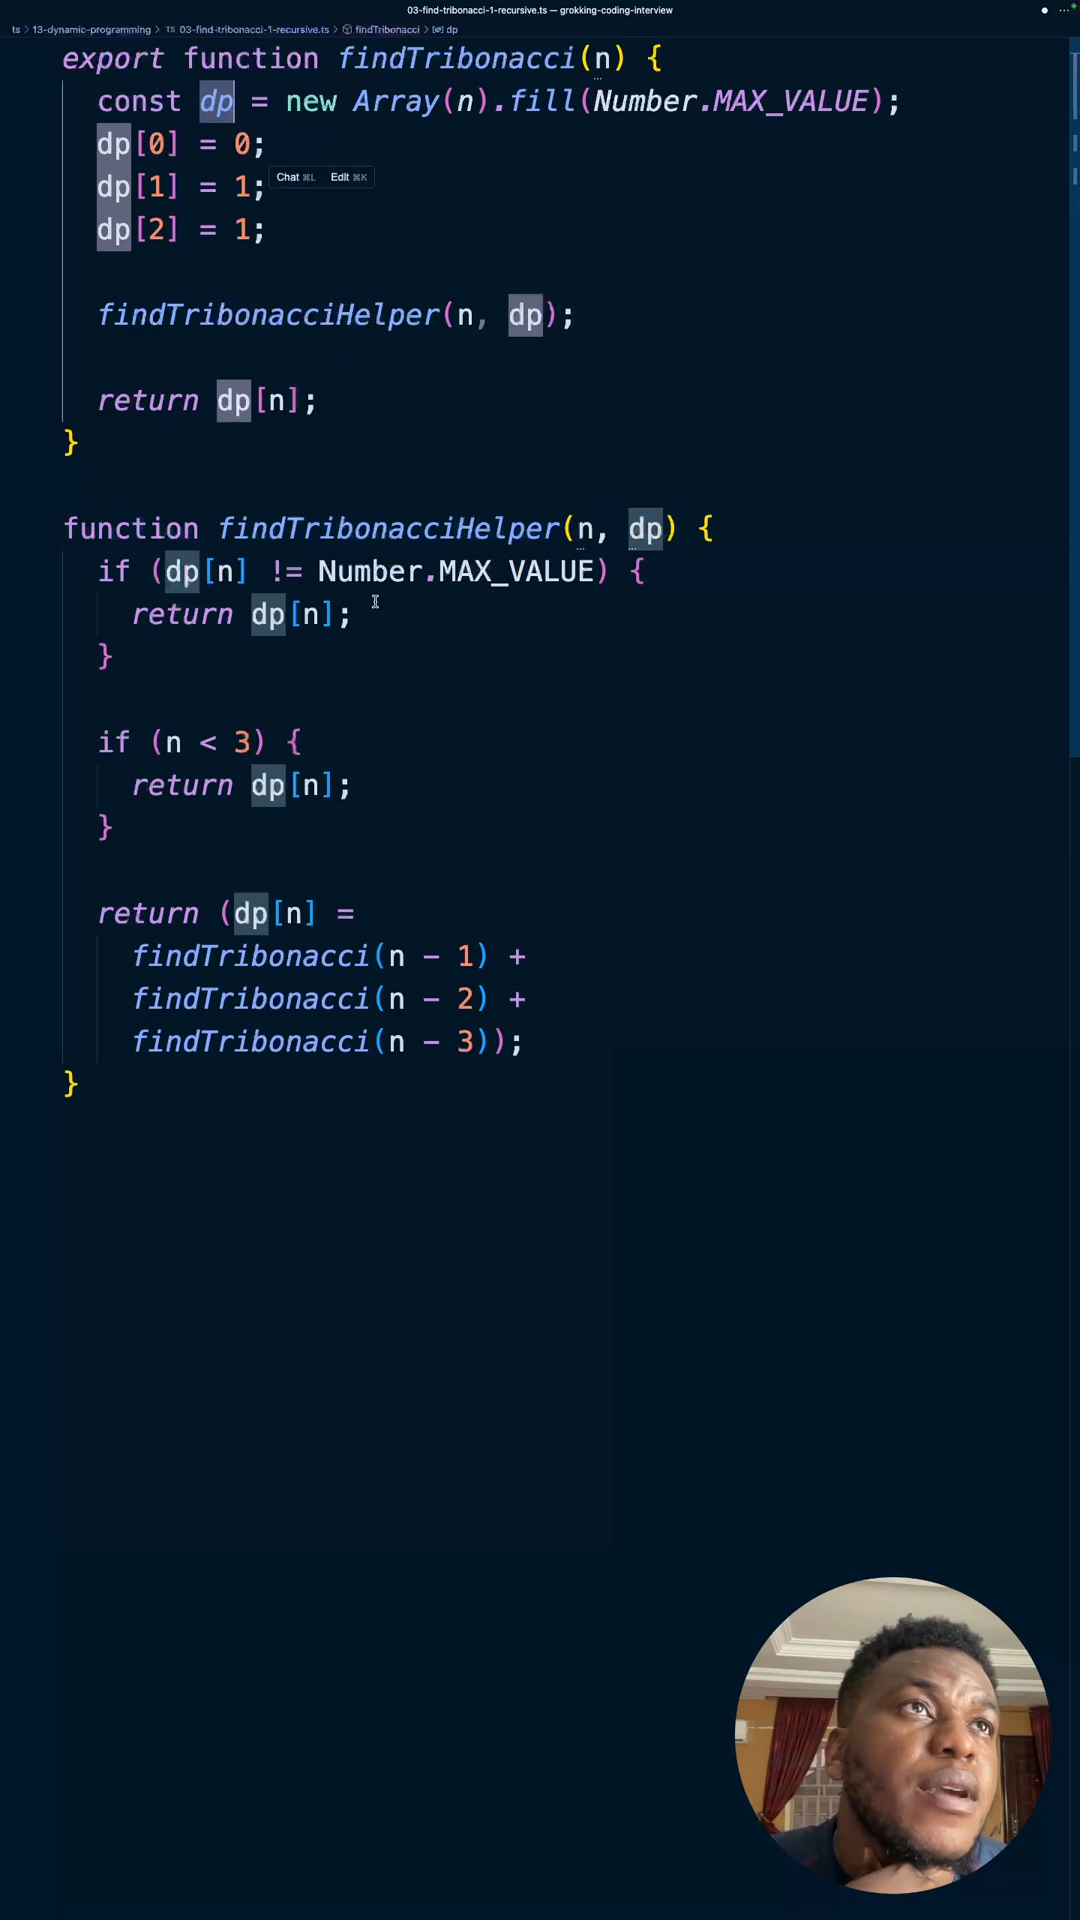 03-find-tribonacci-1-recursive.ts — grokking-coding-interview
ts > 13-dynamic-programming > TS 03-find-tribonacci-1-recursive.ts > findTribonacci > dp
export function findTribonacci(n) {
  const dp = new Array(n).fill(Number.MAX_VALUE);
  dp[0] = 0;
  dp[1] = 1;
Chat ⌘L Edit ⌘K
  dp[2] = 1;
  findTribonacciHelper(n, dp);
  return dp[n];
}
function findTribonacciHelper(n, dp) {
  if (dp[n] != Number.MAX_VALUE) {
    return dp[n];
  }
  if (n < 3) {
    return dp[n];
  }
  return (dp[n] =
    findTribonacci(n - 1) +
    findTribonacci(n - 2) +
    findTribonacci(n - 3));
}